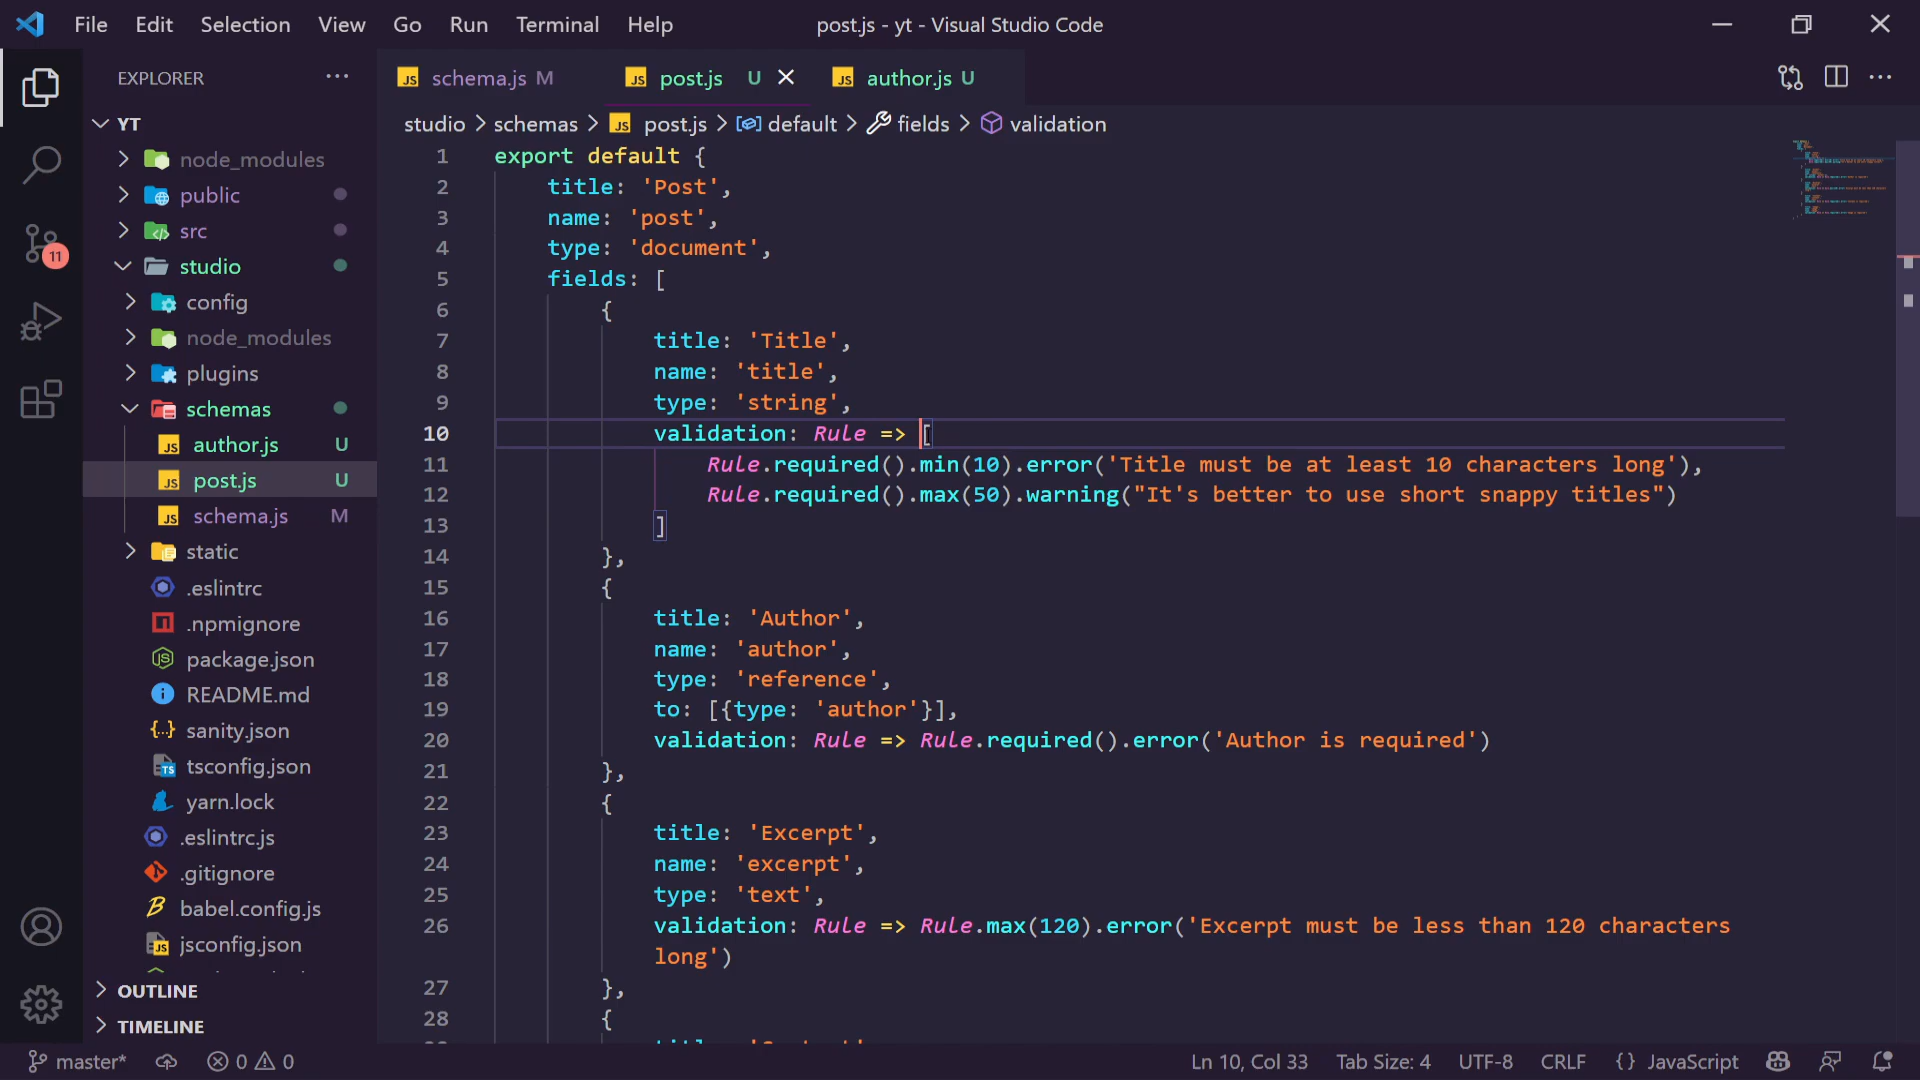 File Edit Selection View Go Run Terminal Help post.js - yt - Visual Studio Code
EXPLORER
YT
node_modules
public
src
11
studio
config
node_modules
plugins
schemas
author.js U
post.js U
schema.js M
static
.eslintrc
.npmignore
package.json
README.md
sanity.json
tsconfig.json
yarn.lock
.eslintrc.js
.gitignore
babel.config.js
jsconfig.json
OUTLINE
TIMELINE
schema.js M post.js U author.js U
studio > schemas > post.js > default > fields > validation
1 export default {
2 title: 'Post',
3 name: 'post',
4 type: 'document',
5 fields: [
6 {
7 title: 'Title',
8 name: 'title',
9 type: 'string',
10 validation: Rule => [
11 Rule.required().min(10).error('Title must be at least 10 characters long'),
12 Rule.required().max(50).warning("It's better to use short snappy titles")
13 ]
14 },
15 {
16 title: 'Author',
17 name: 'author',
18 type: 'reference',
19 to: [{type: 'author'}],
20 validation: Rule => Rule.required().error('Author is required')
21 },
22 {
23 title: 'Excerpt',
24 name: 'excerpt',
25 type: 'text',
26 validation: Rule => Rule.max(120).error('Excerpt must be less than 120 characters
long')
27 },
28 {
master* 0 0 Ln 10, Col 33 Tab Size: 4 UTF-8 CRLF {} JavaScript